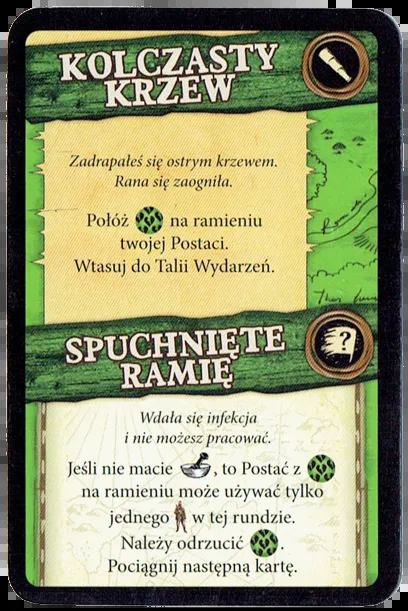 KOLCZASTY
KRZEW
Zadrapałeś się ostrym krzewem.
Rana się zaogniła.
Połóż na ramieniu
twojej Postaci.
Wtasuj do Talii Wydarzeń.
SPUCHNIĘTE
RAMIĘ
?
Wdała się infekcja
i nie możesz pracować.
Jeśli nie macie , to Postać z
na ramieniu może używać tylko
jednego w tej rundzie.
Należy odrzucić .
Pociągnij następną kartę.